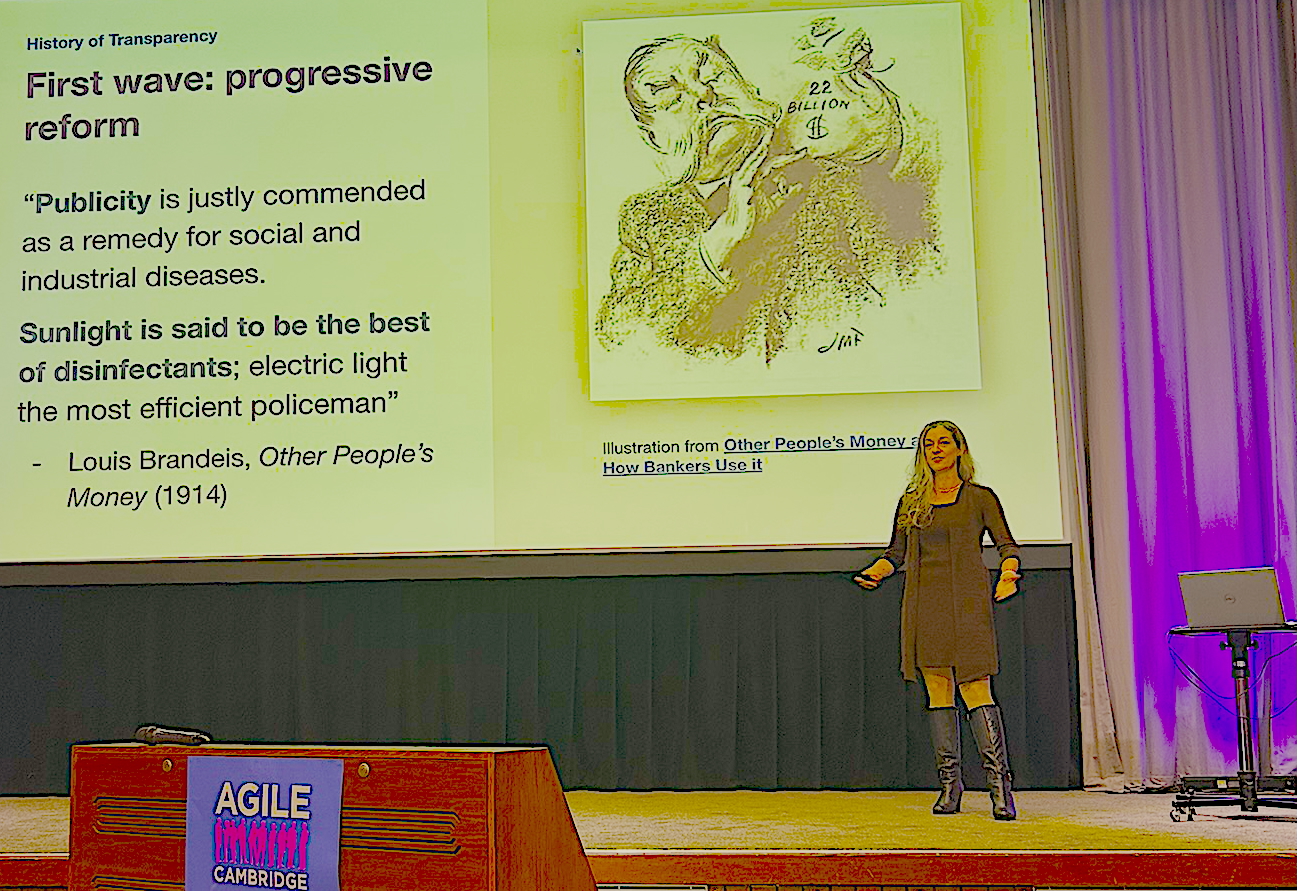 History of Transparency
First wave: progressive
reform
“Publicity is justly commended
as a remedy for social and
industrial diseases.
Sunlight is said to be the best
of disinfectants; electric light
the most efficient policeman”
- Louis Brandeis, Other People’s
Money (1914)
22
BILLION
$
JMF
Illustration from Other People’s Money a
How Bankers Use it
AGILE
CAMBRIDGE